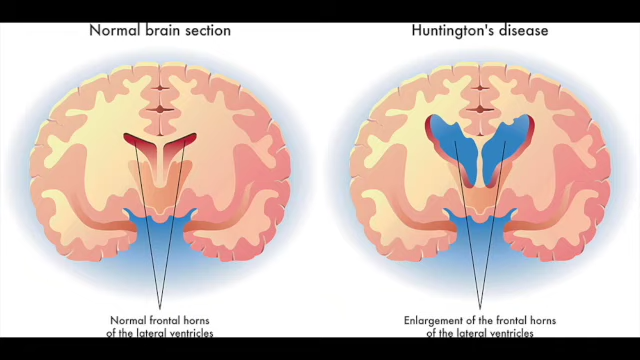 Normal brain section
Huntington's disease
Normal frontal horns
of the lateral ventricles
Enlargement of the frontal horns
of the lateral ventricles